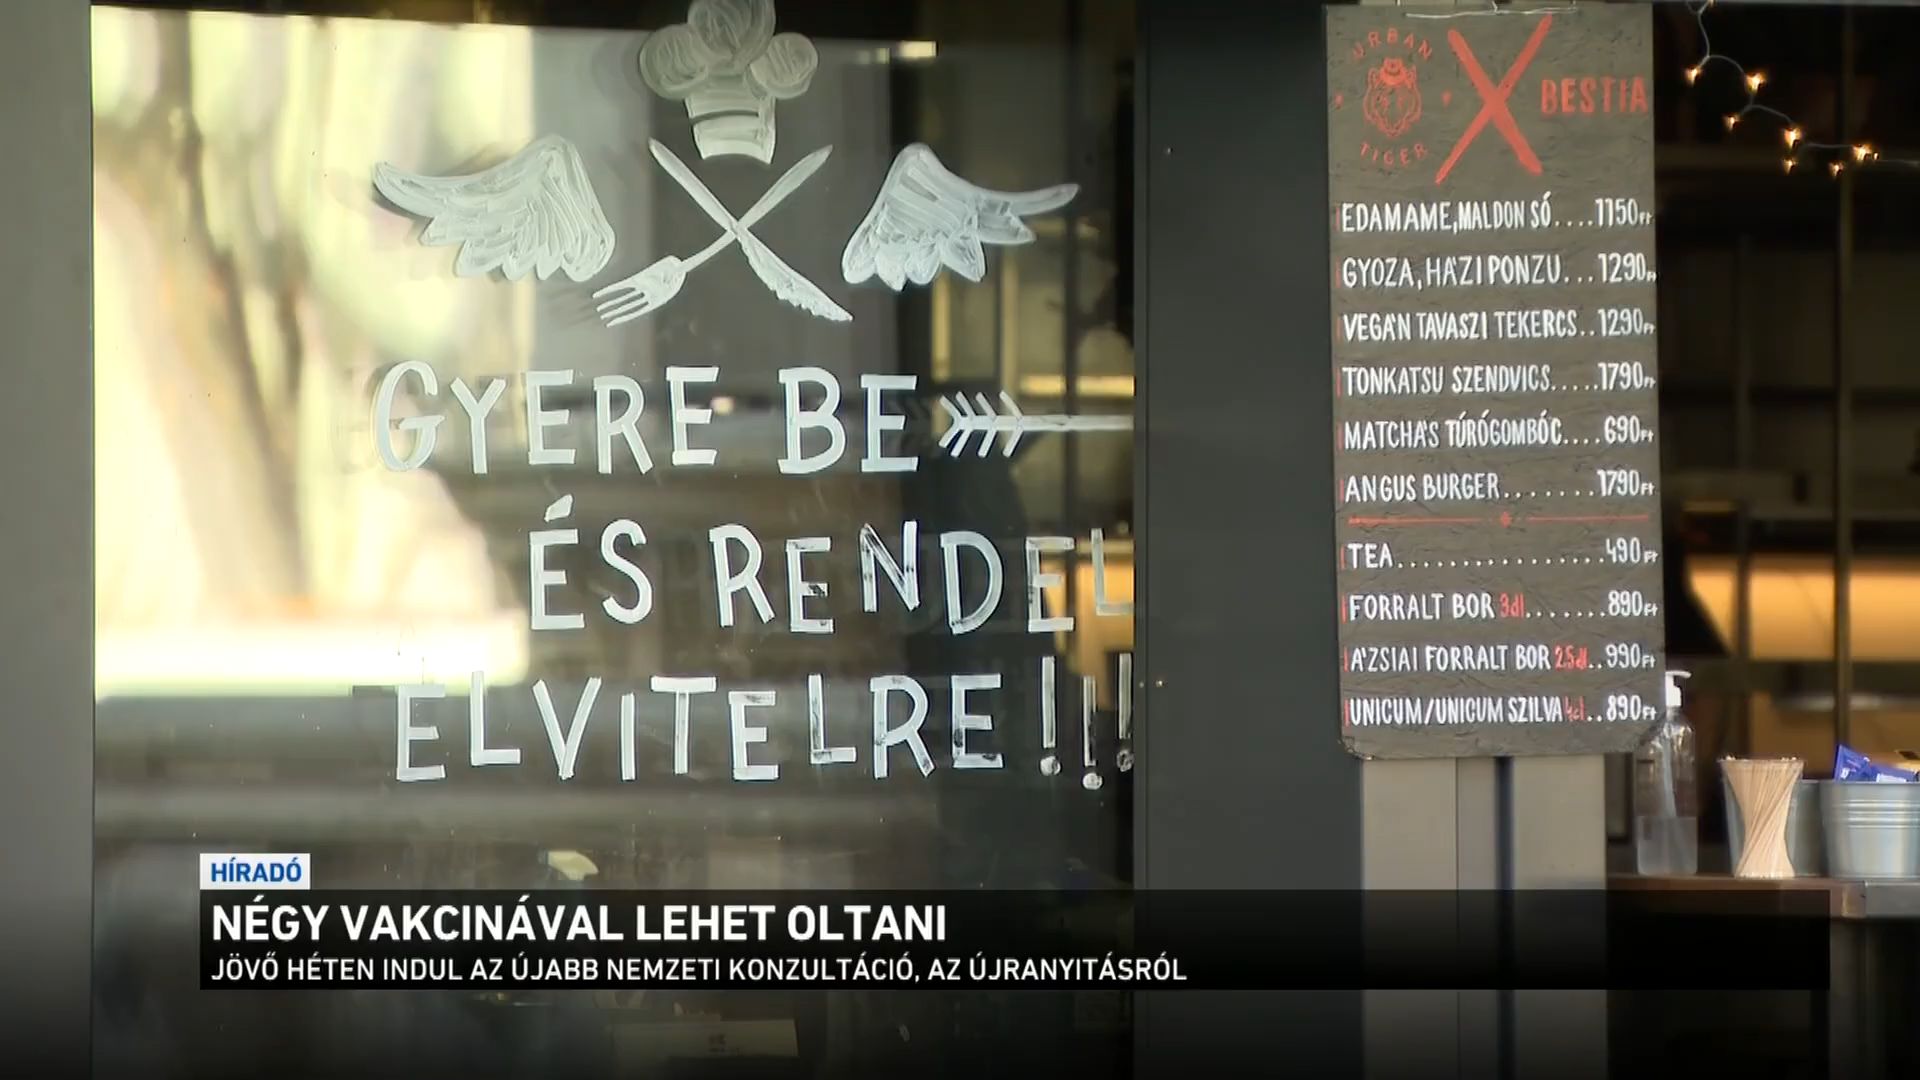 GYERE BE
ÉS RENDEL
ELVITELRE!!!
URBAN
TIGER
X BESTIA
EDAMAME, MALDON SÓ....1150Ft
GYOZA, HÁZI PONZU...1290Ft
VEGÁN TAVASZI TEKERCS..1290Ft
TONKATSU SZENDVICS.....1790Ft
MATCHÁS TÚRÓGOMBÓC....690Ft
ANGUS BURGER.......1790Ft
TEA..............490Ft
FORRALT BOR 3dl.......890Ft
ÁZSIAI FORRALT BOR 2.5dl..990Ft
UNICUM/UNICUM SZILVA 4cl..890Ft
HÍRADÓ
NÉGY VAKCINÁVAL LEHET OLTANI
JÖVŐ HÉTEN INDUL AZ ÚJABB NEMZETI KONZULTÁCIÓ, AZ ÚJRANYITÁSRÓL